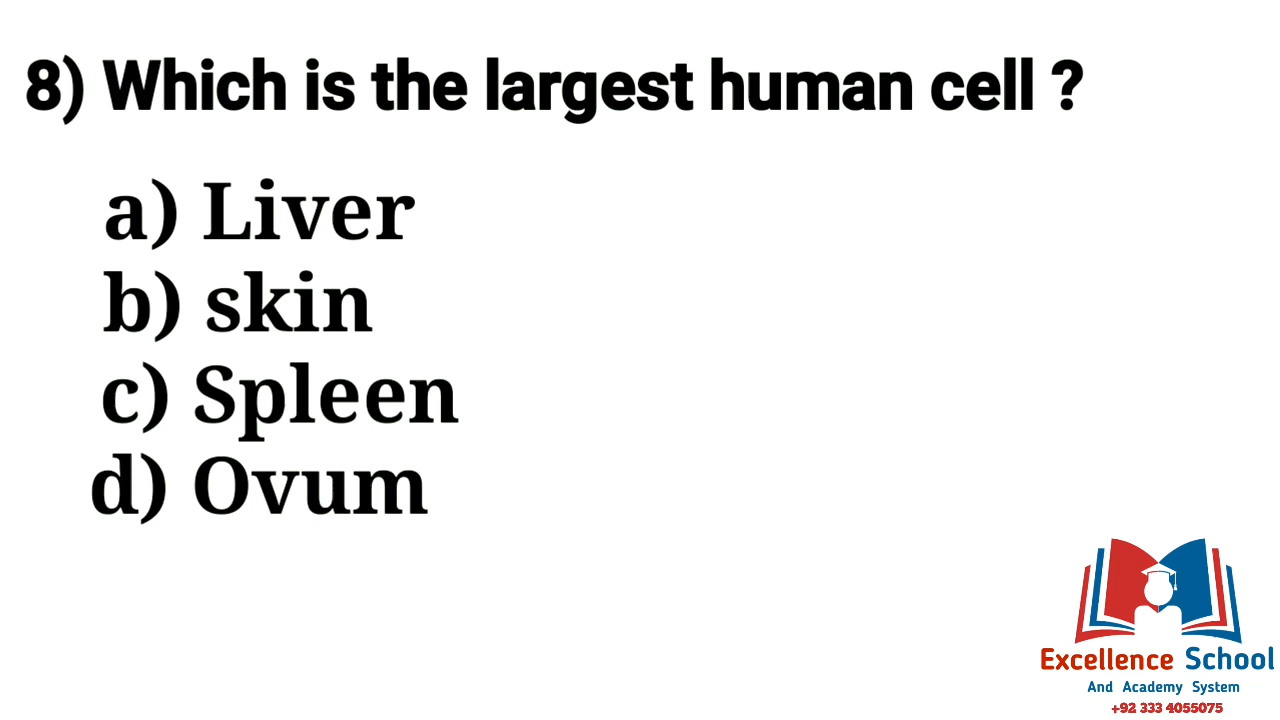 8) Which is the largest human cell ?
a) Liver
b) skin
c) Spleen
d) Ovum
Excellence School
And Academy System
+92 333 4055075